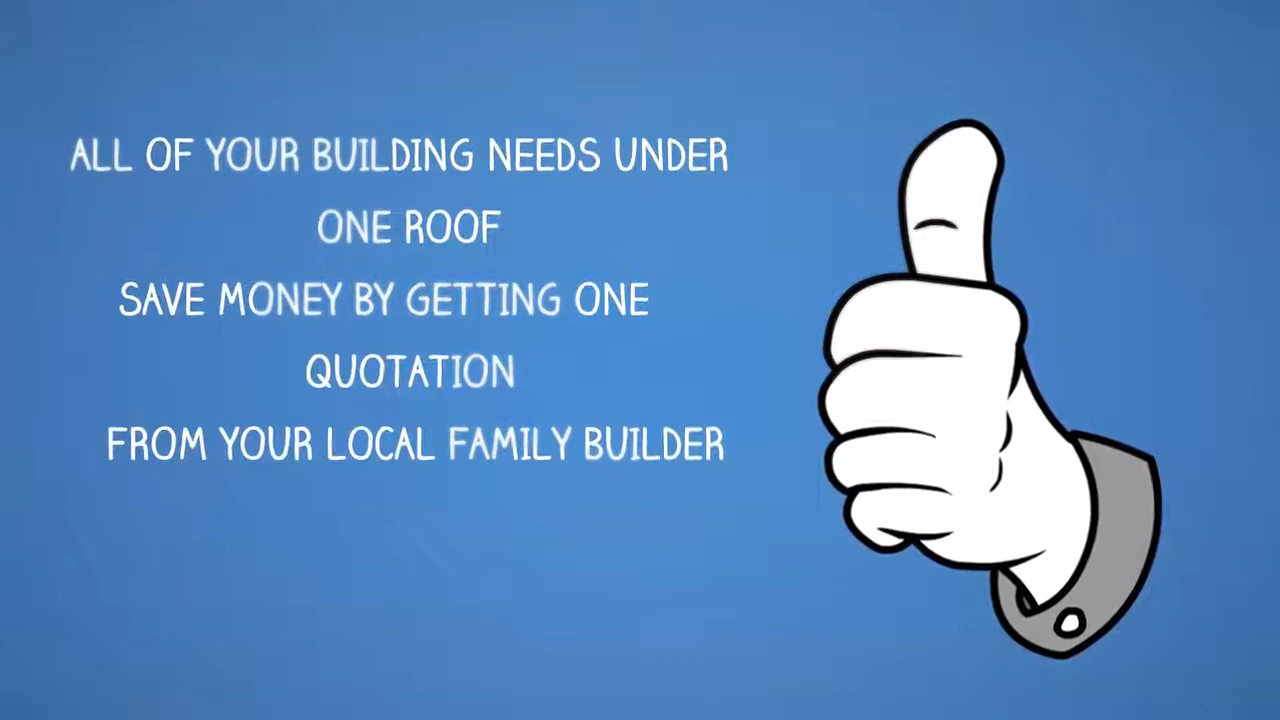 ALL OF YOUR BUILDING NEEDS UNDER
ONE ROOF
SAVE MONEY BY GETTING ONE
QUOTATION
FROM YOUR LOCAL FAMILY BUILDER